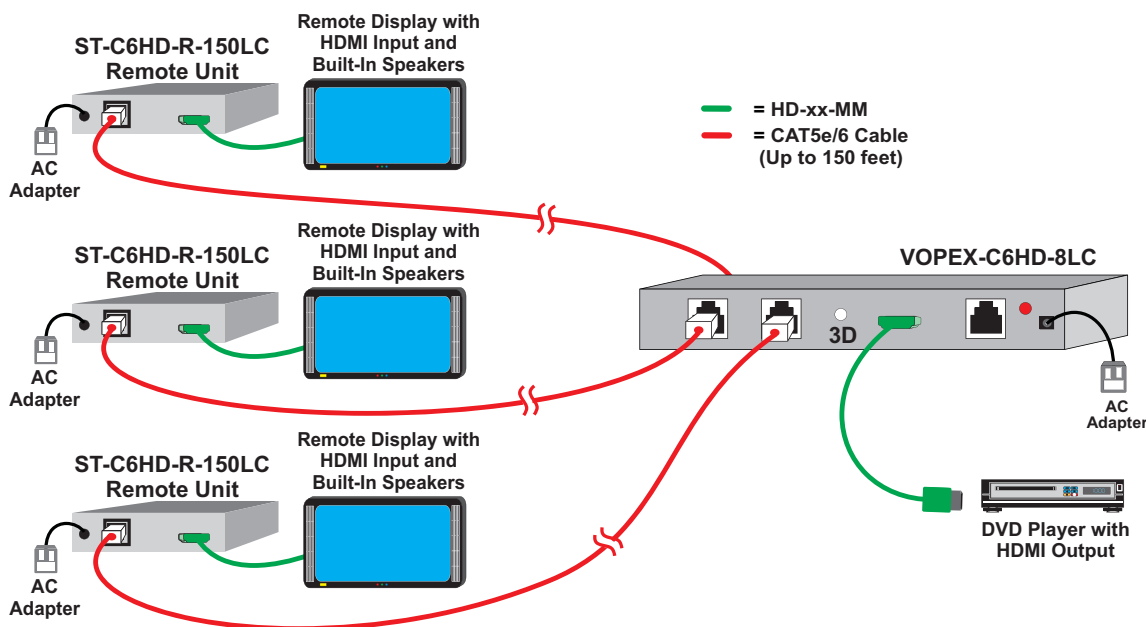 Remote Display with
HDMI Input and
Built-In Speakers
ST-C6HD-R-150LC
Remote Unit
AC
Adapter
= HD-xx-MM
= CAT5e/6 Cable
(Up to 150 feet)
Remote Display with
HDMI Input and
Built-In Speakers
ST-C6HD-R-150LC
Remote Unit
AC
Adapter
VOPEX-C6HD-8LC
3D
AC
Adapter
Remote Display with
HDMI Input and
Built-In Speakers
ST-C6HD-R-150LC
Remote Unit
AC
Adapter
DVD Player with
HDMI Output